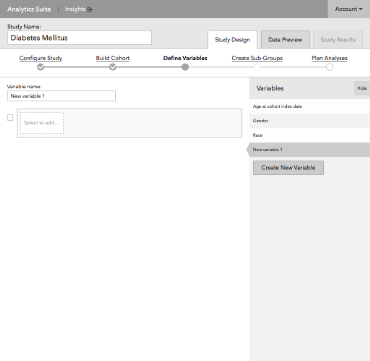 Analytics Suite | Insights
Account
Study Name:
Diabetes Mellitus
Study Design
Data Preview
Study Results
Configure Study
Build Cohort
Define Variables
Create Sub-Groups
Plan Analyses
Variable name:
New variable 1
Select to add...
Variables
Hide
Age at cohort index date
Gender
Race
New variable 1
Create New Variable